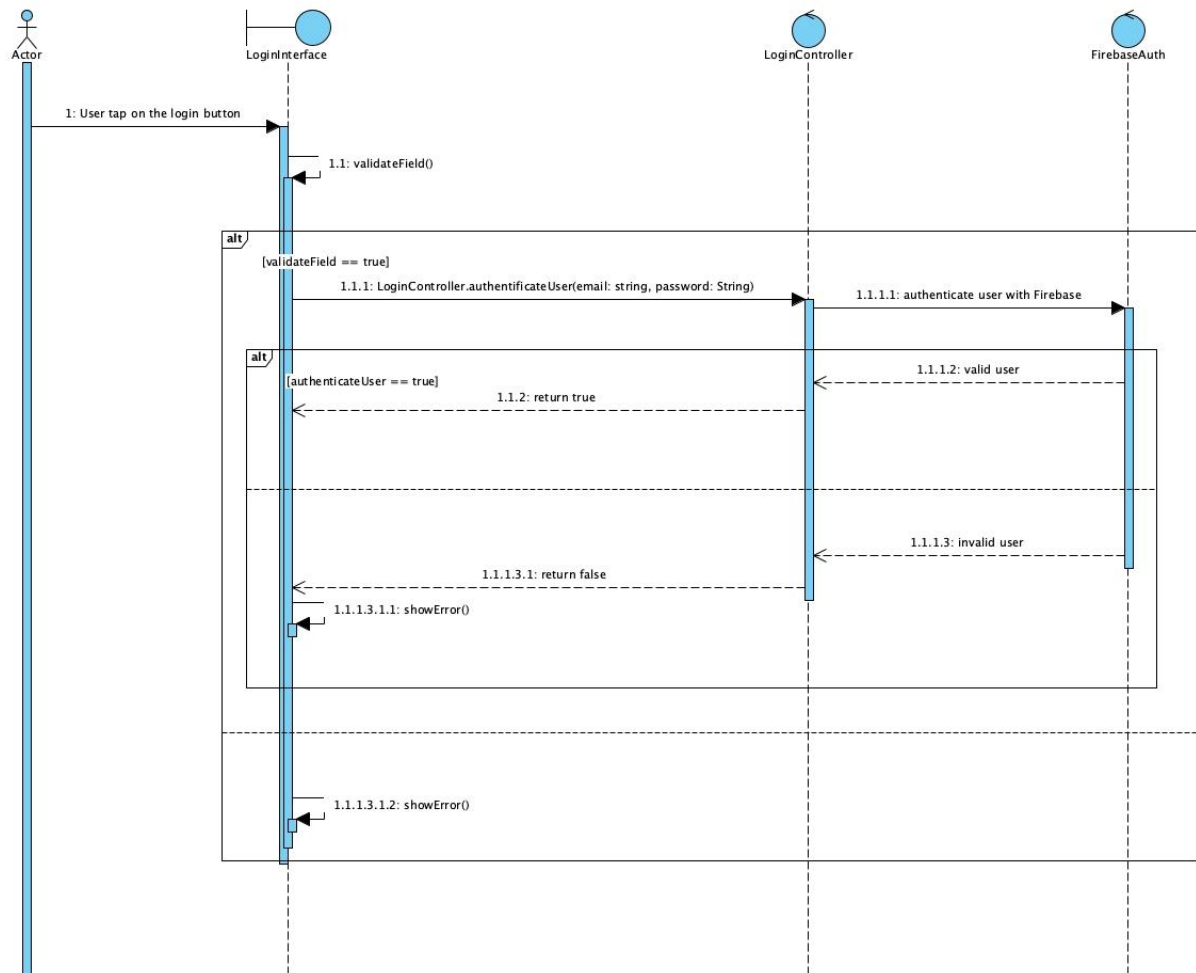 Actor
LoginInterface
LoginController
FirebaseAuth
1: User tap on the login button
1.1: validateField()
alt
[validateField == true]
1.1.1: LoginController.authentificateUser(email: string, password: String)
1.1.1.1: authenticate user with Firebase
alt
[authenticateUser == true]
1.1.1.2: valid user
1.1.2: return true
1.1.1.3: invalid user
1.1.1.3.1: return false
1.1.1.3.1.1: showError()
1.1.1.3.1.2: showError()